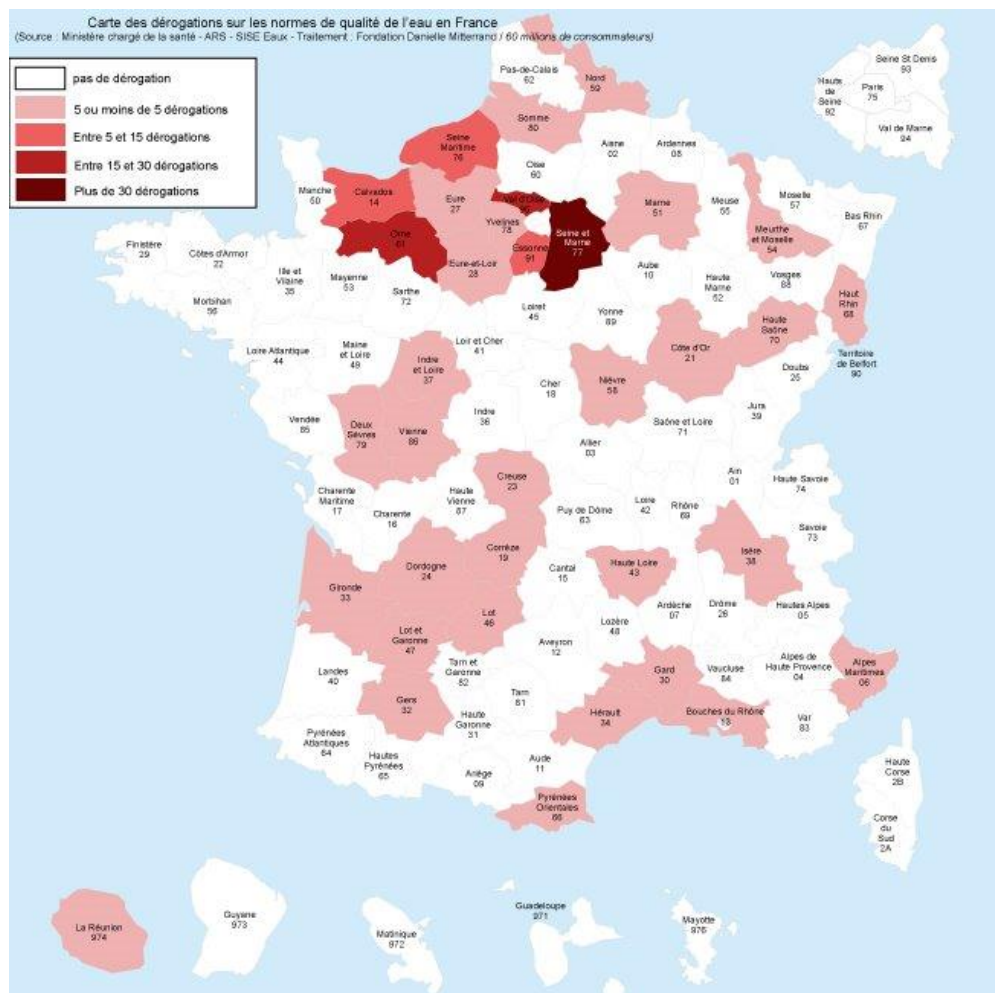 Carte des dérogations sur les normes de qualité de l'eau en France
(Source : Ministère chargé de la santé - ARS - SISE Eaux - Traitement : Fondation Danielle Mitterrand / 60 millions de consommateurs)
pas de dérogation
5 ou moins de 5 dérogations
Entre 5 et 15 dérogations
Entre 15 et 30 dérogations
Plus de 30 dérogations
Seine St Denis
93
Hauts
de
Seine
92
Paris
75
Val de Marne
94
Pas-de-Calais
62
Nord
59
Somme
80
Seine
Maritime
76
Aisne
02
Ardennes
08
Oise
60
Manche
50
Calvados
14
Eure
27
Val d'Oise
95
Yvelines
78
Seine et
Marne
77
Essonne
91
Marne
51
Meuse
55
Moselle
57
Meurthe
et Moselle
54
Bas Rhin
67
Orne
61
Eure-et-Loir
28
Finistère
29
Côtes d'Armor
22
Ille et
Vilaine
35
Mayenne
53
Sarthe
72
Morbihan
56
Loiret
45
Yonne
89
Aube
10
Haute
Marne
52
Vosges
88
Haut
Rhin
68
Territoire
de Belfort
90
Haute
Saône
70
Doubs
25
Côte d'Or
21
Loire Atlantique
44
Maine
et Loire
49
Indre
et Loire
37
Loir et Cher
41
Cher
18
Nièvre
58
Jura
39
Saône et Loire
71
Vendée
85
Deux
Sèvres
79
Vienne
86
Indre
36
Allier
03
Ain
01
Haute Savoie
74
Charente
Maritime
17
Charente
16
Haute
Vienne
87
Creuse
23
Puy de Dôme
63
Loire
42
Rhône
69
Savoie
73
Isère
38
Corrèze
19
Dordogne
24
Gironde
33
Cantal
15
Haute Loire
43
Ardèche
07
Drôme
26
Hautes Alpes
05
Lot
46
Lot et
Garonne
47
Lozère
48
Aveyron
12
Tarn et
Garonne
82
Landes
40
Gers
32
Tarn
81
Haute
Garonne
31
Gard
30
Hérault
34
Vaucluse
84
Alpes de
Haute Provence
04
Alpes
Maritimes
06
Bouches du Rhône
13
Var
83
Pyrénées
Atlantiques
64
Hautes
Pyrénées
65
Ariège
09
Aude
11
Pyrénées
Orientales
66
Haute
Corse
2B
Corse
du
Sud
2A
La Réunion
974
Guyane
973
Matinique
972
Guadeloupe
971
Mayotte
976